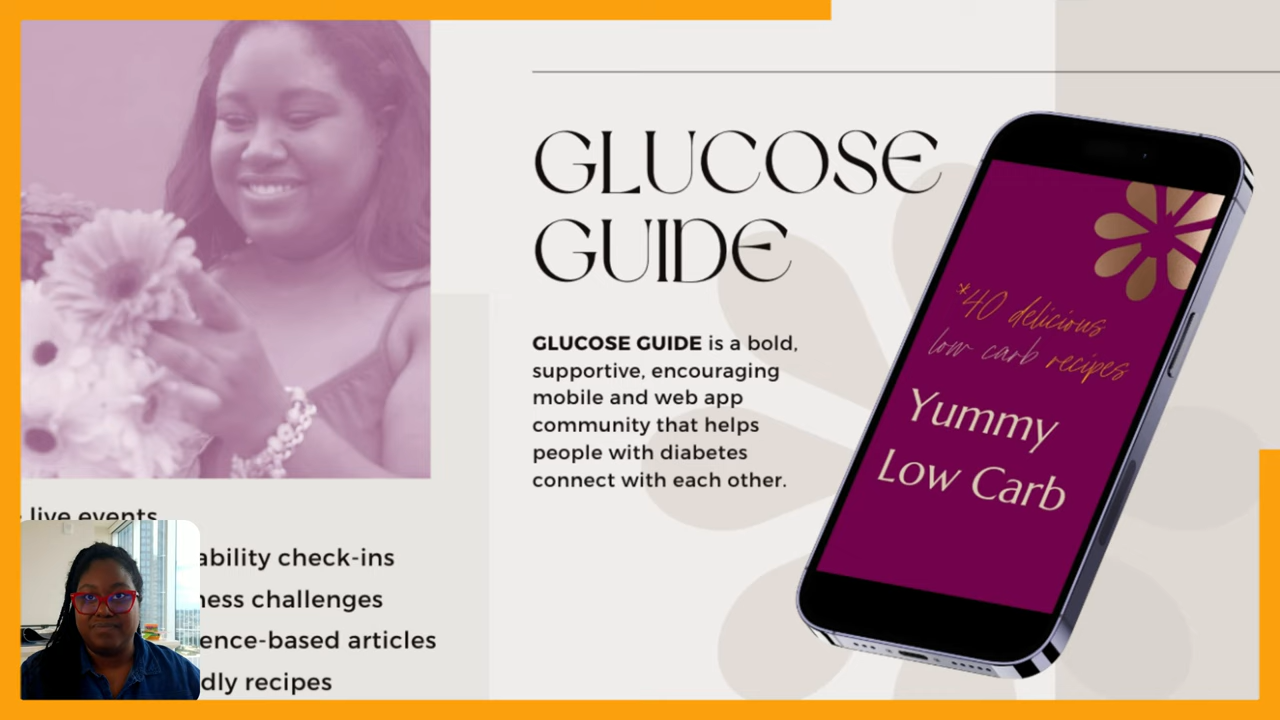 GLUCOSE
GUIDE
GLUCOSE GUIDE is a bold,
supportive, encouraging
mobile and web app
community that helps
people with diabetes
connect with each other.
*40 delicious
low carb recipes
Yummy
Low Carb
live events
ability check-ins
ness challenges
ence-based articles
dly recipes